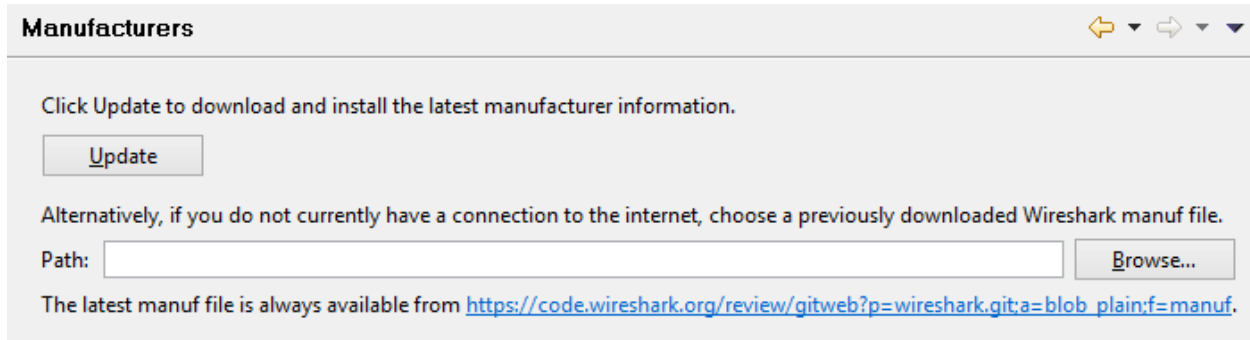 Manufacturers
Click Update to download and install the latest manufacturer information.
Update
Alternatively, if you do not currently have a connection to the internet, choose a previously downloaded Wireshark manuf file.
Path: Browse...
The latest manuf file is always available from https://code.wireshark.org/review/gitweb?p=wireshark.git;a=blob_plain;f=manuf.